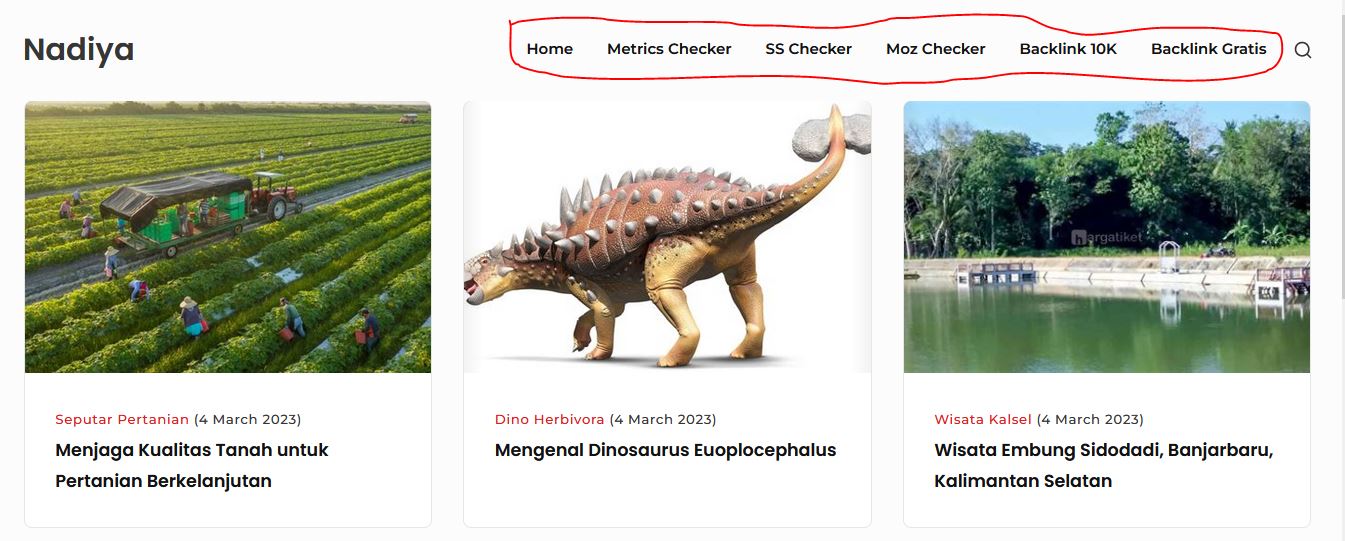 Nadiya
Home Metrics Checker SS Checker Moz Checker Backlink 10K Backlink Gratis
hargatiket
Seputar Pertanian (4 March 2023)
Menjaga Kualitas Tanah untuk
Pertanian Berkelanjutan
Dino Herbivora (4 March 2023)
Mengenal Dinosaurus Euoplocephalus
Wisata Kalsel (4 March 2023)
Wisata Embung Sidodadi, Banjarbaru,
Kalimantan Selatan